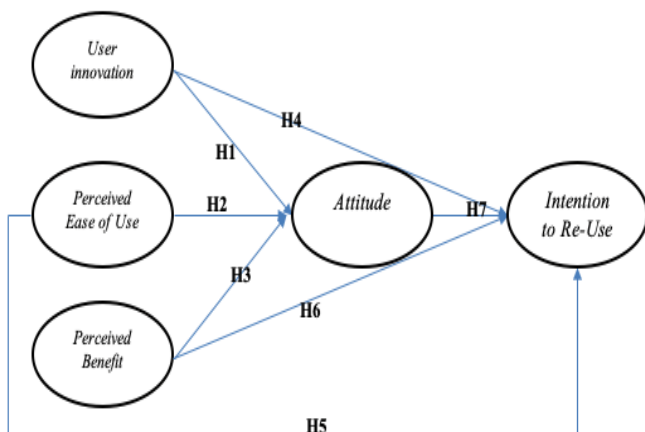 User
innovation
H4
H1
Perceived
Ease of Use
H2
Attitude
H7
Intention
to Re-Use
H3
H6
Perceived
Benefit
H5